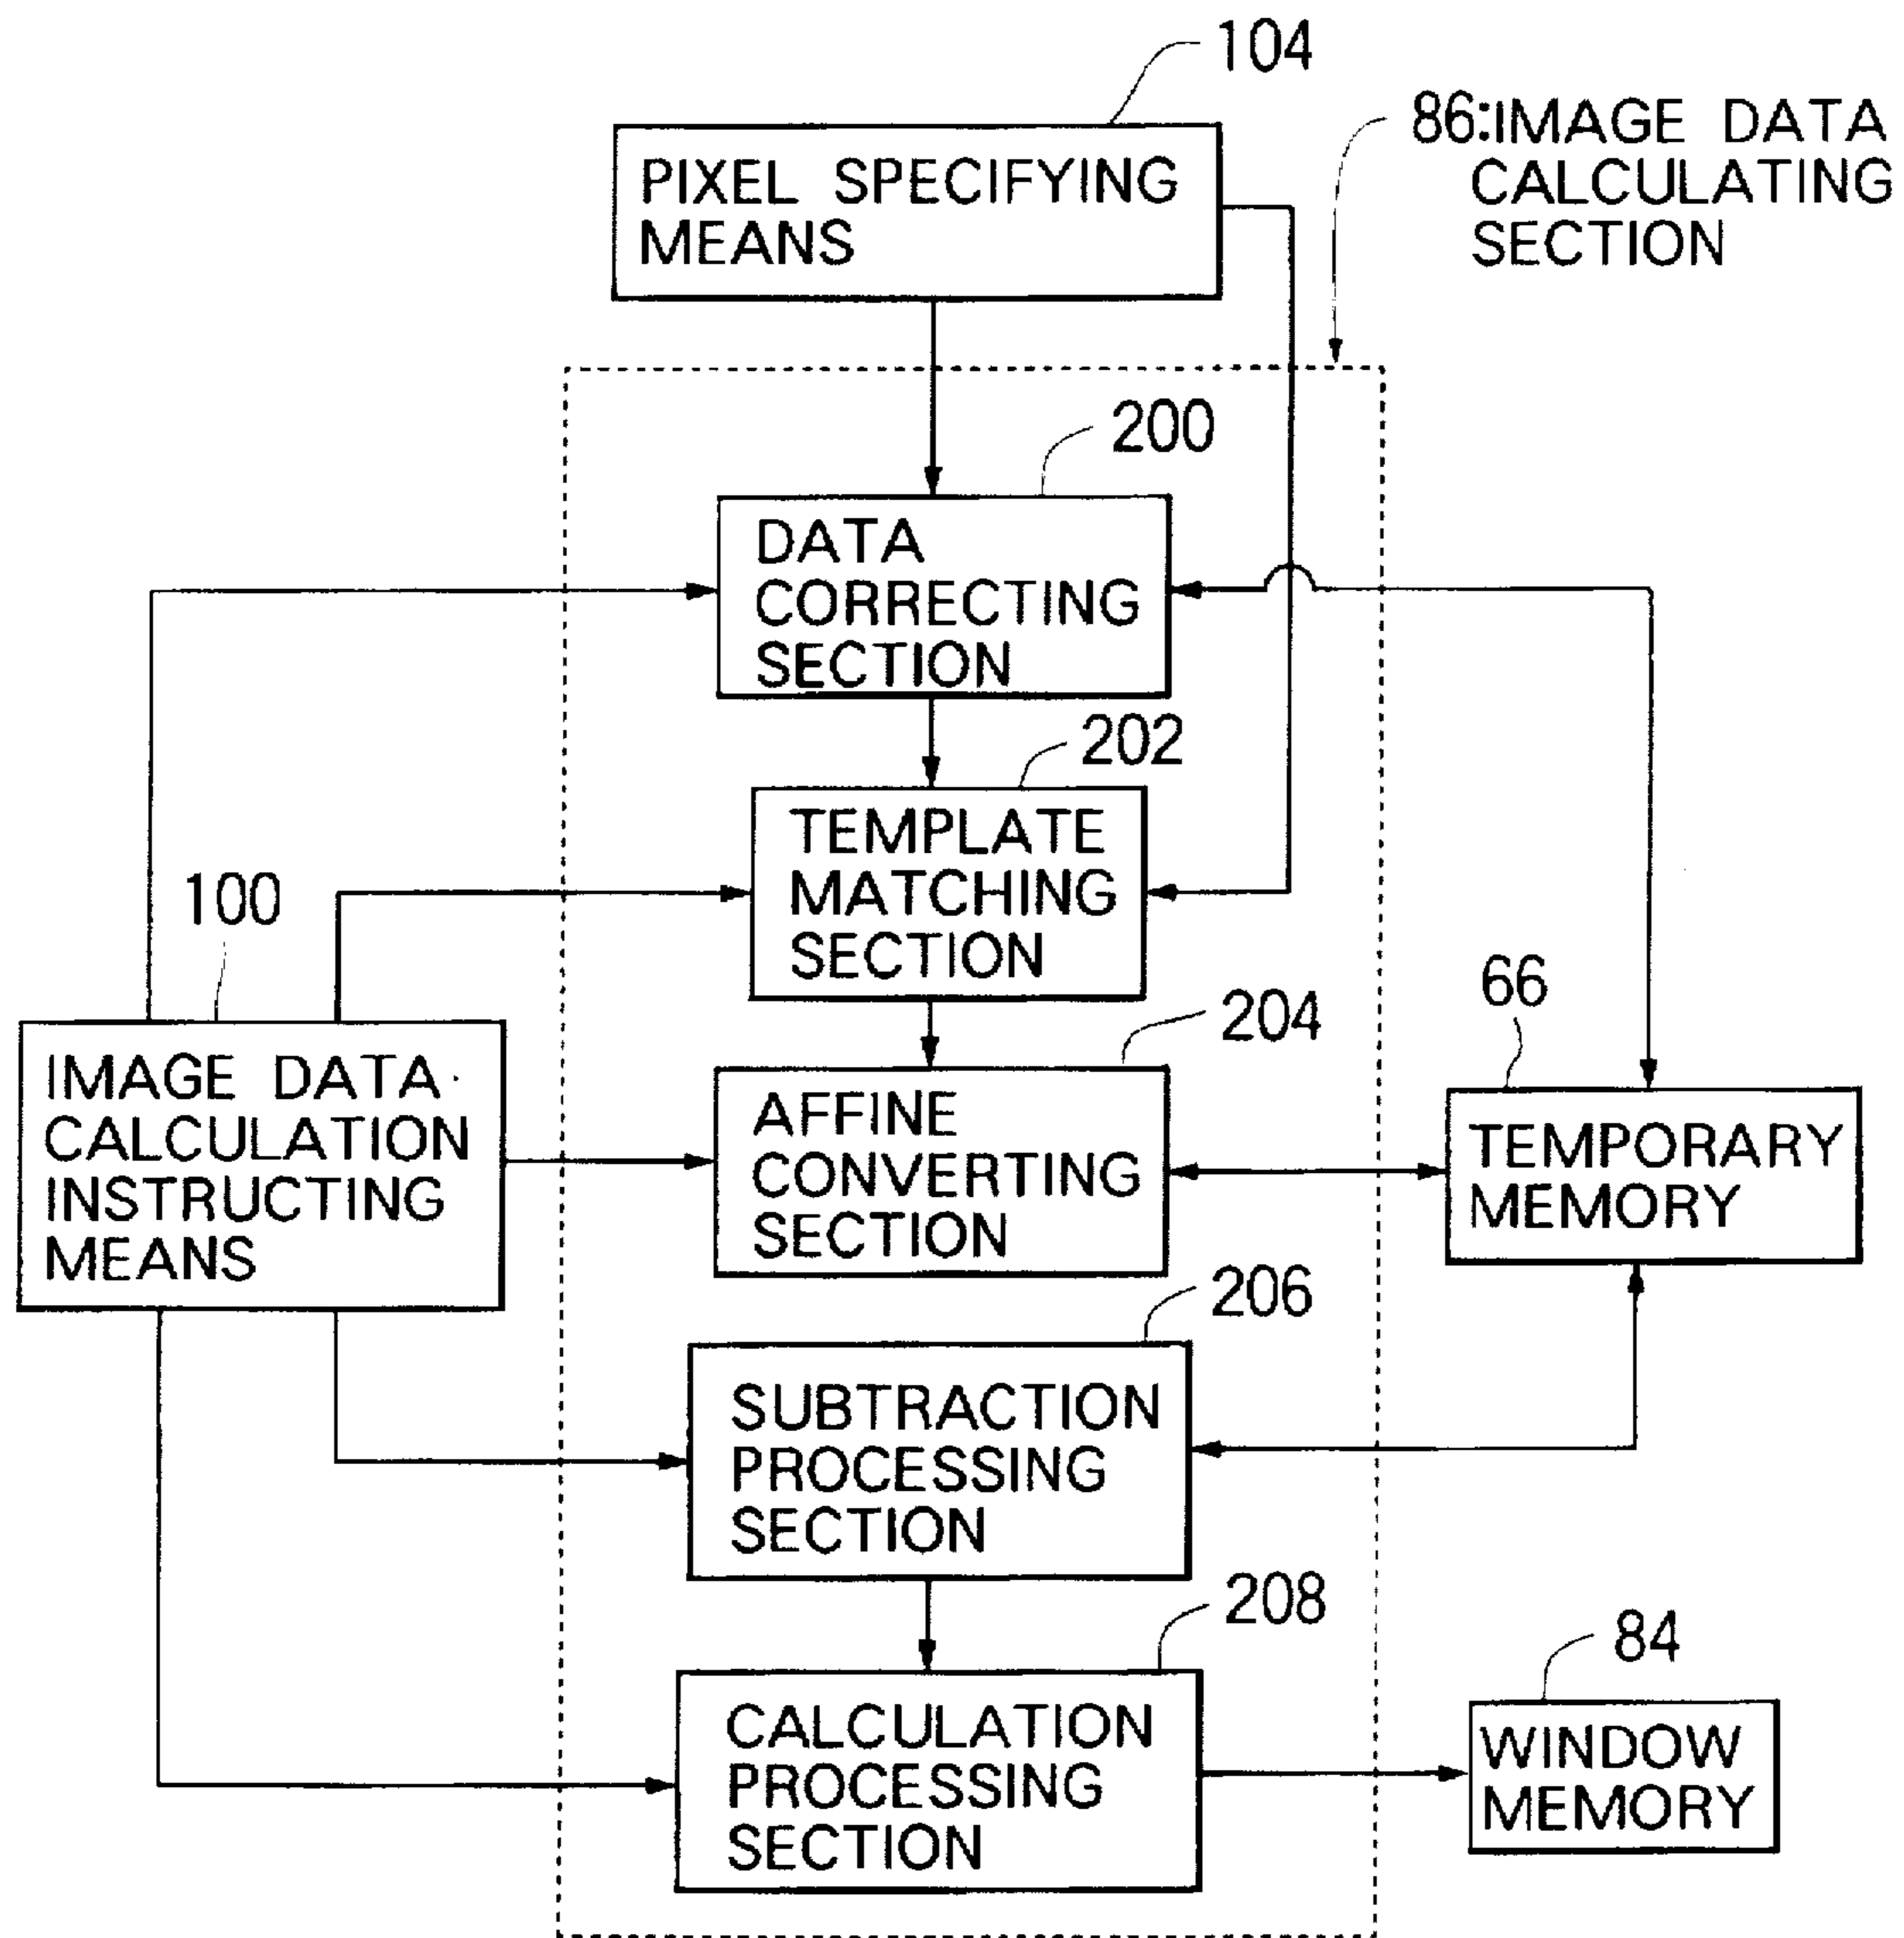 104
PIXEL SPECIFYING
MEANS
86:IMAGE DATA
CALCULATING
SECTION
200
DATA
CORRECTING
SECTION
202
TEMPLATE
MATCHING
SECTION
100
IMAGE DATA
CALCULATION
INSTRUCTING
MEANS
204
AFFINE
CONVERTING
SECTION
66
TEMPORARY
MEMORY
206
SUBTRACTION
PROCESSING
SECTION
208
CALCULATION
PROCESSING
SECTION
84
WINDOW
MEMORY